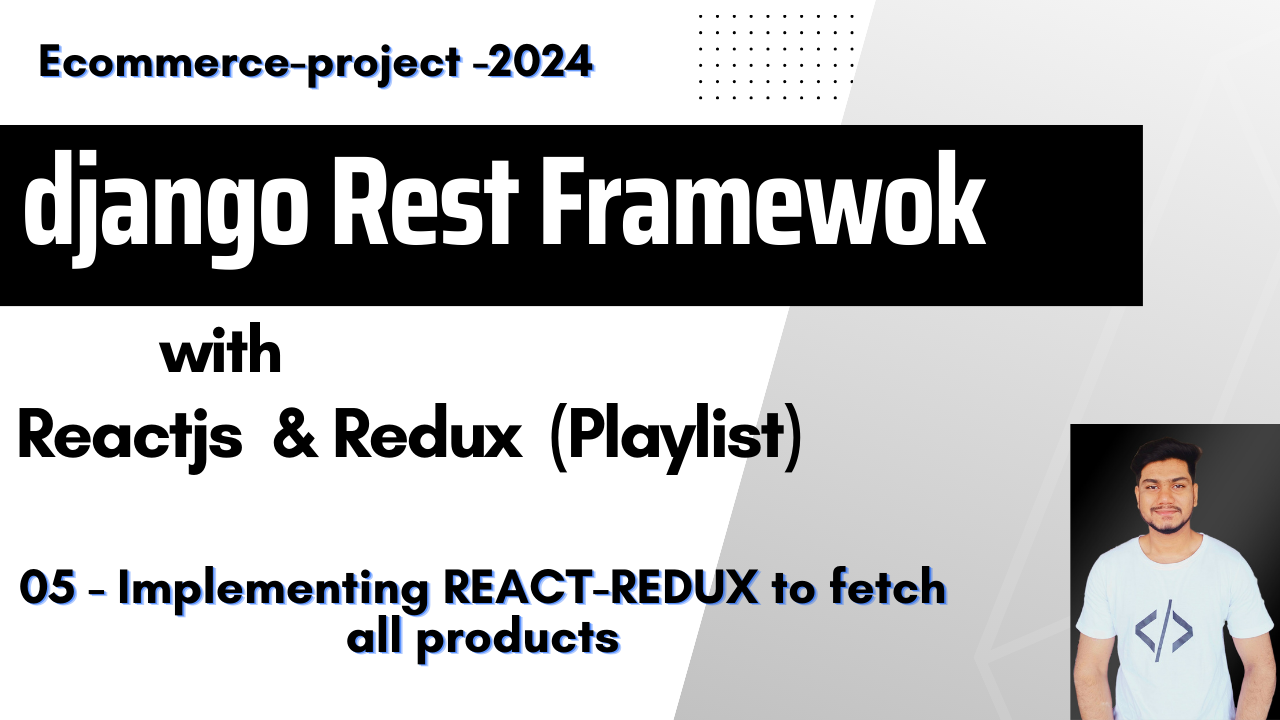 Ecommerce-project -2024
django Rest Framewok
with
Reactjs & Redux (Playlist)
05 - Implementing REACT-REDUX to fetch
all products
</>